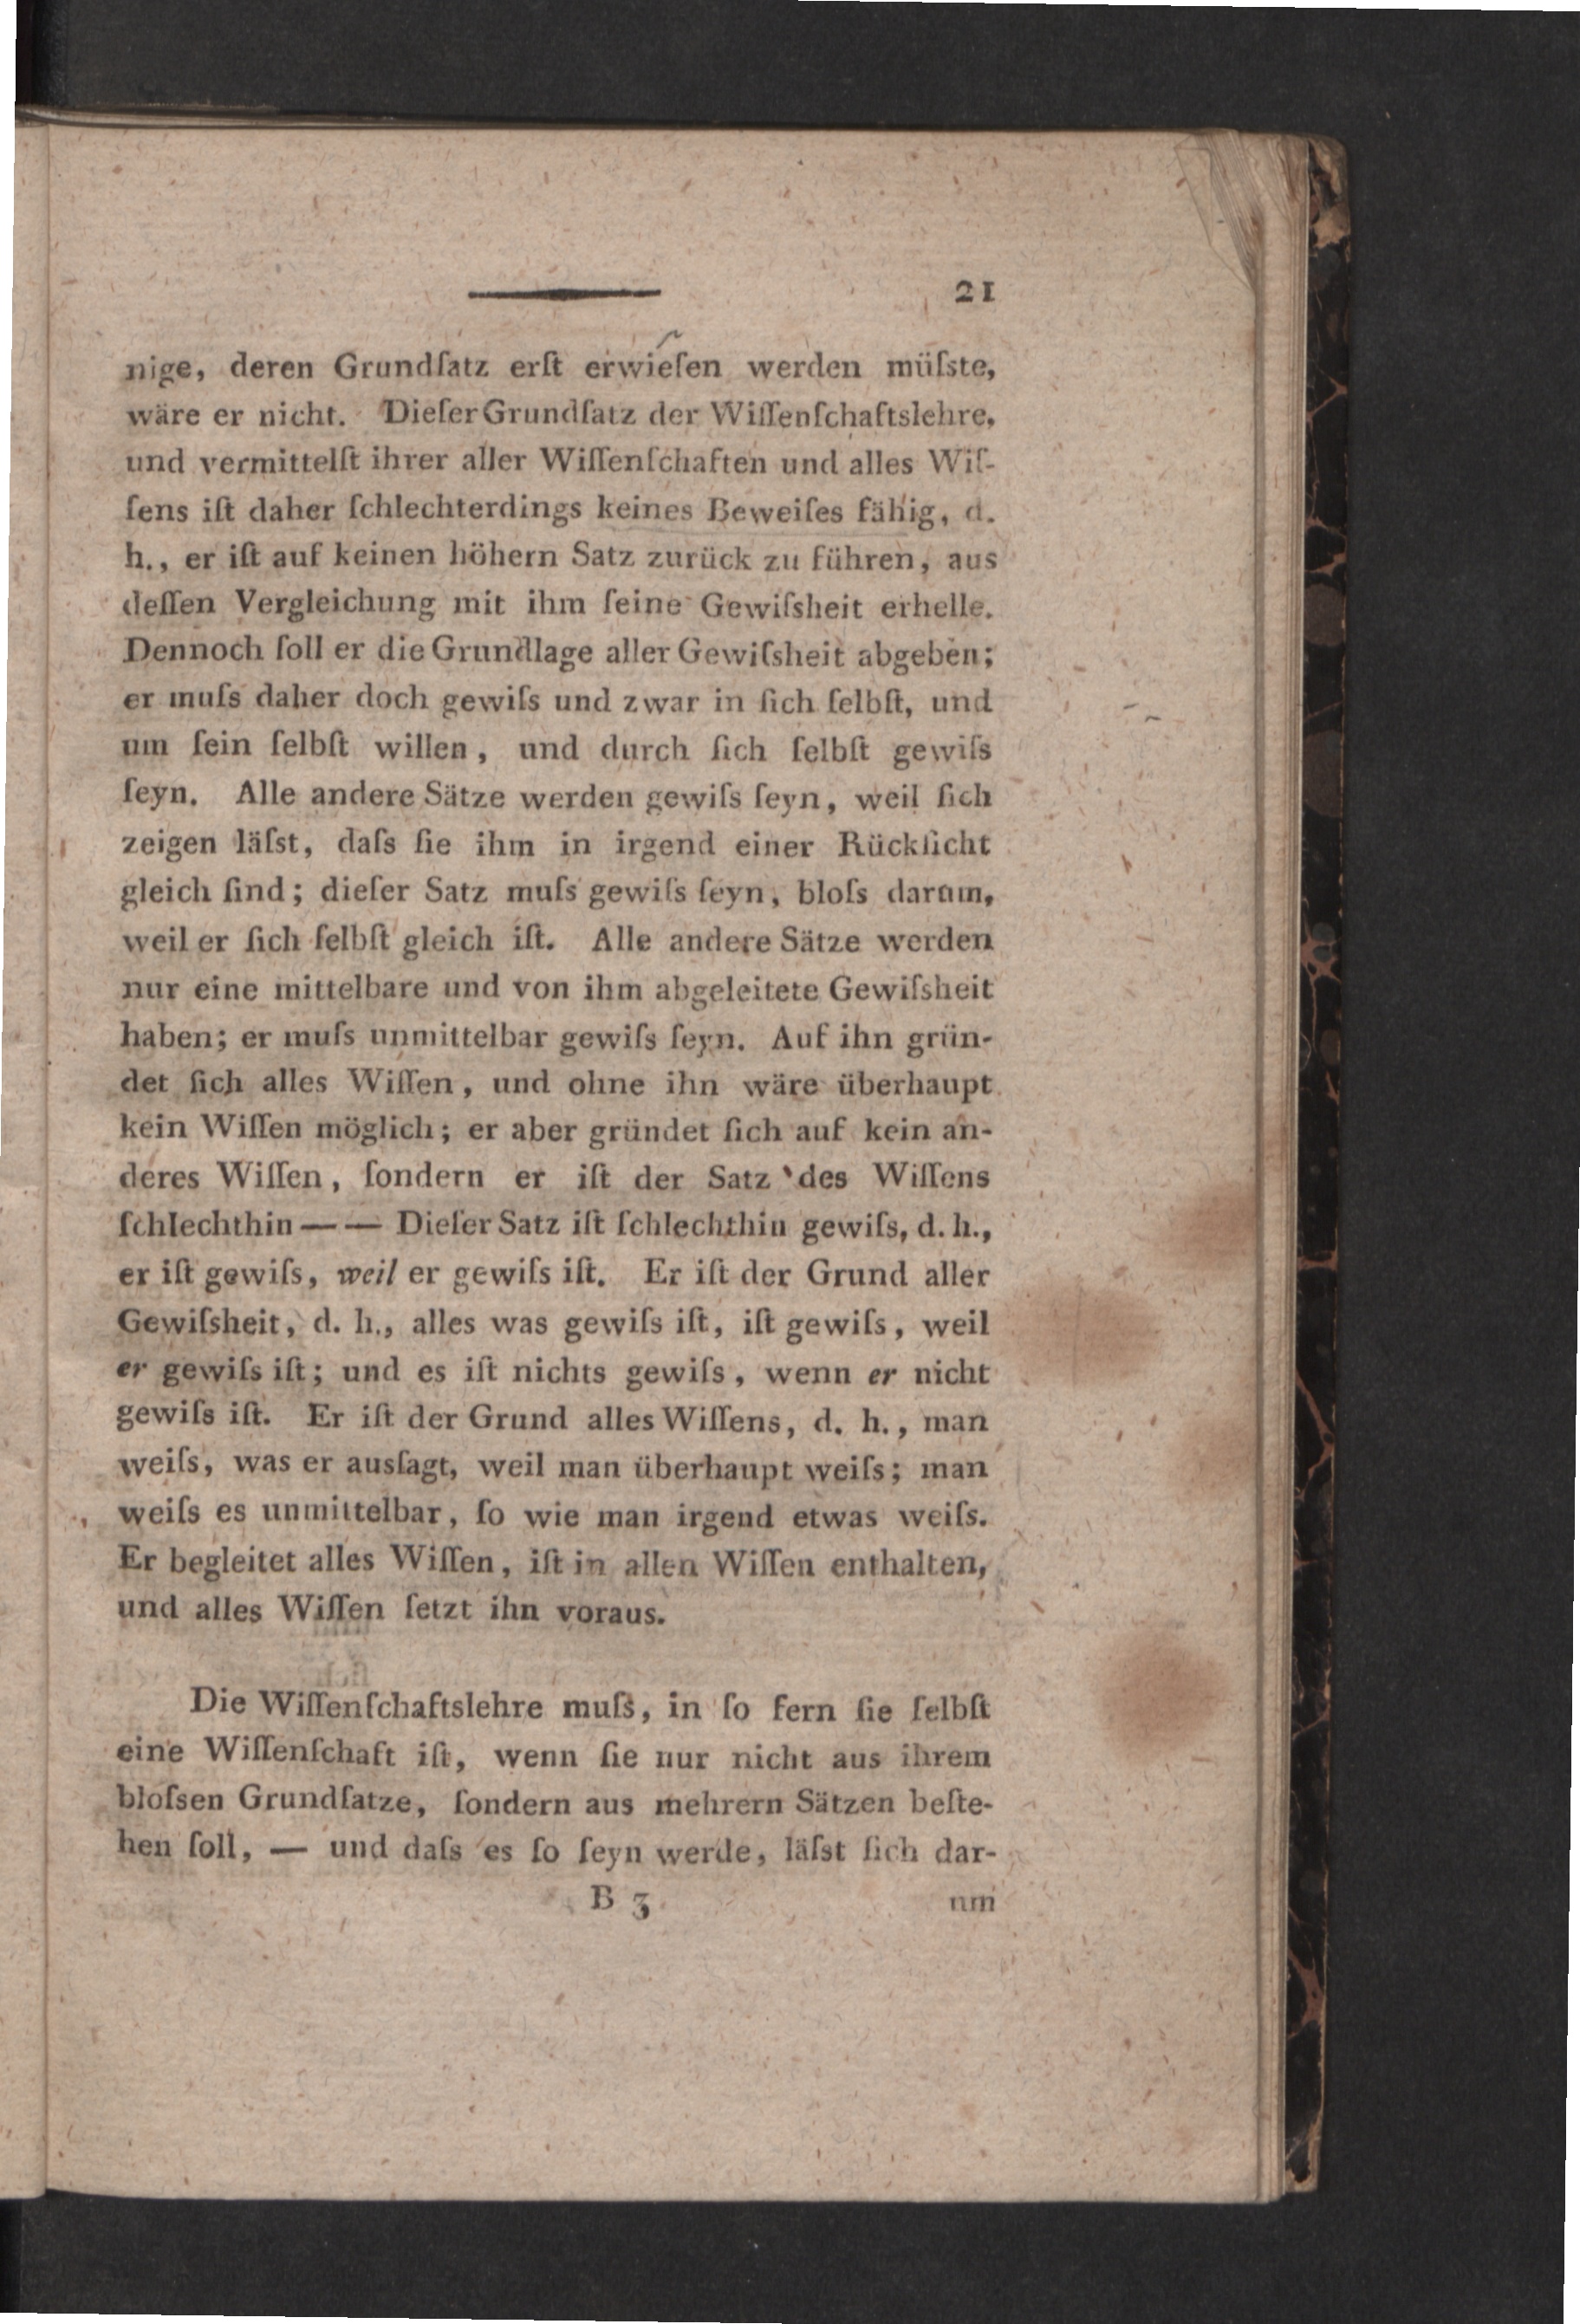 21
nige, deren Grundſatz erſt erwieſen werden müſste,
wäre er nicht. Dieſer Grundſatz der Wiſſenſchaftslehre,
und vermittelſt ihrer aller Wiſſenſchaften und alles Wiſ-
ſens iſt daher ſchlechterdings keines Beweiſes fähig, d.
h., er iſt auf keinen höhern Satz zurück zu führen, aus
deſſen Vergleichung mit ihm ſeine Gewiſsheit erhelle.
Dennoch ſoll er die Grundlage aller Gewiſsheit abgeben;
er muſs daher doch gewiſs und zwar in ſich ſelbſt, und
um ſein ſelbſt willen, und durch ſich ſelbſt gewiſs
ſeyn. Alle andere Sätze werden gewiſs ſeyn, weil ſich
zeigen läſst, daſs ſie ihm in irgend einer Rückſicht
gleich ſind; dieſer Satz muſs gewiſs ſeyn, bloſs darum,
weil er ſich ſelbſt gleich iſt. Alle andere Sätze werden
nur eine mittelbare und von ihm abgeleitete Gewiſsheit
haben; er muſs unmittelbar gewiſs ſeyn. Auf ihn grün-
det ſich alles Wiſſen, und ohne ihn wäre überhaupt
kein Wiſſen möglich; er aber gründet ſich auf kein an-
deres Wiſſen, ſondern er iſt der Satz des Wiſſens
ſchlechthin — — Dieſer Satz iſt ſchlechthin gewiſs, d. h.,
er iſt gewiſs, weil er gewiſs iſt. Er iſt der Grund aller
Gewiſsheit, d. h., alles was gewiſs iſt, iſt gewiſs, weil
er gewiſs iſt; und es iſt nichts gewiſs, wenn er nicht
gewiſs iſt. Er iſt der Grund alles Wiſſens, d. h., man
weiſs, was er ausſagt, weil man überhaupt weiſs; man
weiſs es unmittelbar, ſo wie man irgend etwas weiſs.
Er begleitet alles Wiſſen, iſt in allen Wiſſen enthalten,
und alles Wiſſen ſetzt ihn voraus.
Die Wiſſenſchaftslehre muſs, in ſo fern ſie ſelbſt
eine Wiſſenſchaft iſt, wenn ſie nur nicht aus ihrem
bloſsen Grundſatze, ſondern aus mehrern Sätzen beſte-
hen ſoll, — und daſs es ſo ſeyn werde, läſst ſich dar-
B 3 um